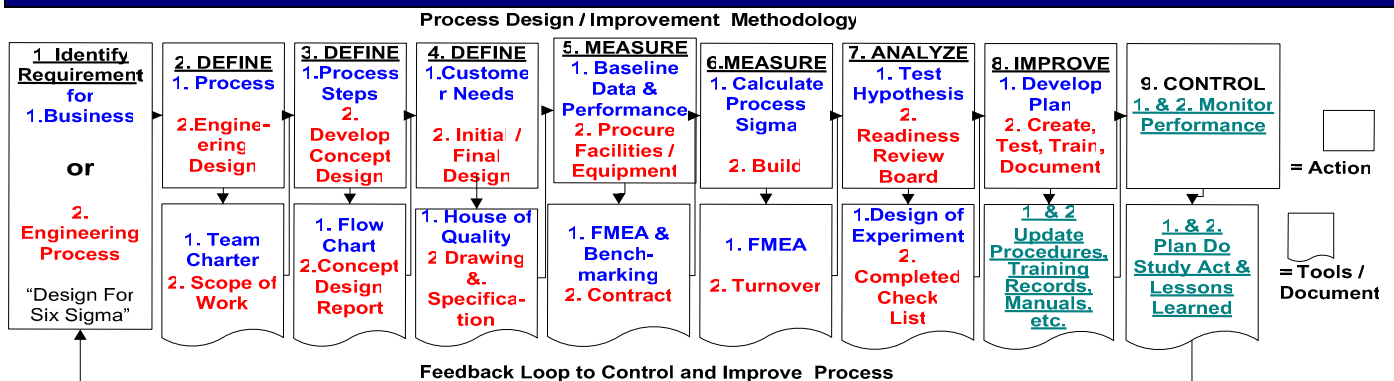 Process Design / Improvement Methodology
1 Identify
Requirement
for
1.Business
or
2.
Engineering
Process
“Design For
Six Sigma”
2. DEFINE
1. Process
2.Engine-
ering
Design
1. Team
Charter
2. Scope of
Work
3. DEFINE
1.Process
Steps
2.
Develop
Concept
Design
1. Flow
Chart
2.Concept
Design
Report
4. DEFINE
1.Custome
r Needs
2. Initial /
Final
Design
1. House of
Quality
2 Drawing
&
Specifica-
tion
5. MEASURE
1. Baseline
Data &
Performance
2. Procure
Facilities /
Equipment
1. FMEA &
Bench-
marking
2. Contract
6.MEASURE
1. Calculate
Process
Sigma
2. Build
1. FMEA
2. Turnover
7. ANALYZE
1. Test
Hypothesis
2.
Readiness
Review
Board
1.Design of
Experiment
2.
Completed
Check
List
8. IMPROVE
1. Develop
Plan
2. Create,
Test, Train,
Document
1. & 2
Update
Procedures,
Training
Records,
Manuals,
etc.
9. CONTROL
1. & 2. Monitor
Performance
1. & 2.
Plan Do
Study Act &
Lessons
Learned
= Action
= Tools /
Document
Feedback Loop to Control and Improve Process